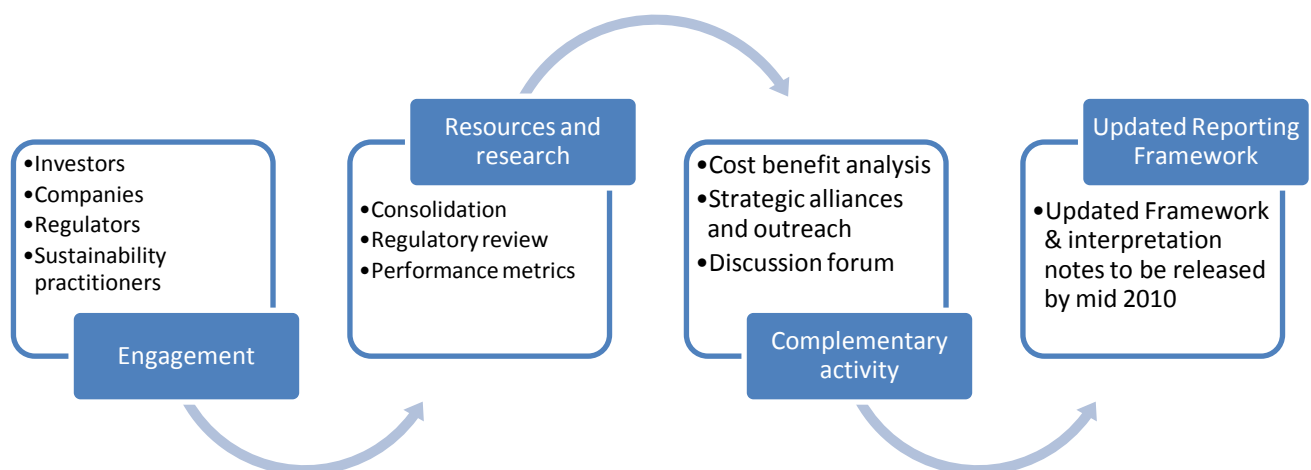 •Investors
•Companies
•Regulators
•Sustainability
practitioners
Engagement
Resources and
research
•Consolidation
•Regulatory review
•Performance metrics
•Cost benefit analysis
•Strategic alliances
and outreach
•Discussion forum
Complementary
activity
Updated Reporting
Framework
•Updated Framework
& interpretation
notes to be released
by mid 2010